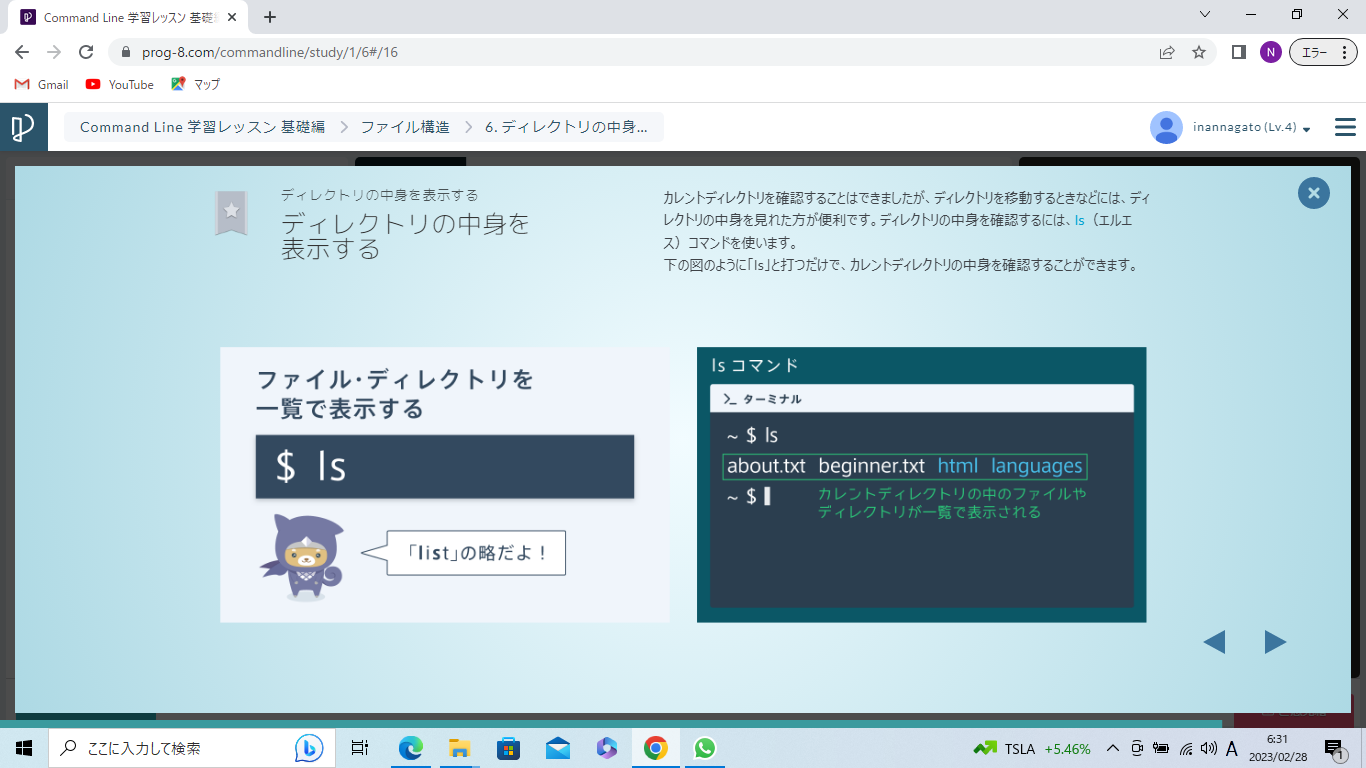 Command Line 学習レッスン 基礎
prog-8.com/commandline/study/1/6#/16
N
エラー
Gmail
YouTube
マップ
Command Line 学習レッスン 基礎編
ファイル構造
6. ディレクトリの中身...
inannagato (Lv.4)
ディレクトリの中身を表示する
ディレクトリの中身を
表示する
カレントディレクトリを確認することはできましたが、ディレクトリを移動するときなどには、ディ
レクトリの中身を見れた方が便利です。ディレクトリの中身を確認するには、ls（エルエ
ス）コマンドを使います。
下の図のように「ls」と打つだけで、カレントディレクトリの中身を確認することができます。
ファイル・ディレクトリを
一覧で表示する
$ ls
「list」の略だよ！
ls コマンド
>_ ターミナル
~ $ ls
about.txt beginner.txt html languages
~ $
カレントディレクトリの中のファイルや
ディレクトリが一覧で表示される
ここに入力して検索
TSLA +5.46%
A
6:31
2023/02/28
1